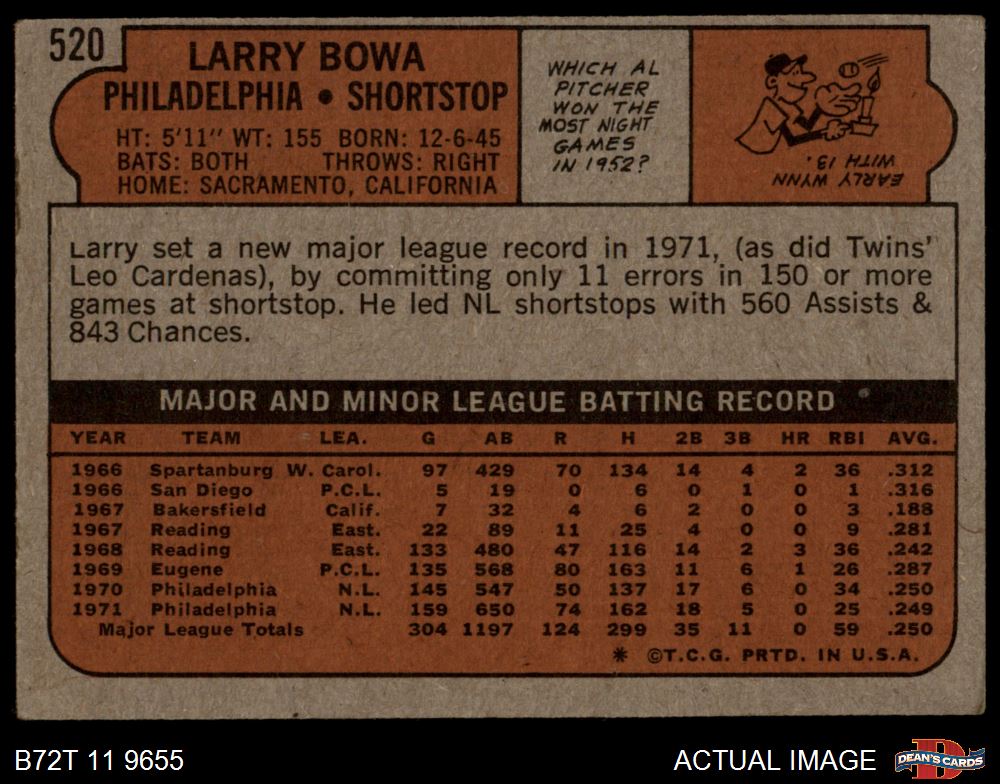 520
LARRY BOWA
PHILADELPHIA • SHORTSTOP
HT: 5'11" WT: 155 BORN: 12-6-45
BATS: BOTH THROWS: RIGHT
HOME: SACRAMENTO, CALIFORNIA
WHICH AL
PITCHER
WON THE
MOST NIGHT
GAMES
IN 1952?
EARLY WYNN
WITH 13.
Larry set a new major league record in 1971, (as did Twins'
Leo Cardenas), by committing only 11 errors in 150 or more
games at shortstop. He led NL shortstops with 560 Assists &
843 Chances.
MAJOR AND MINOR LEAGUE BATTING RECORD
YEAR TEAM LEA. G AB R H 2B 3B HR RBI AVG.
1966 Spartanburg W. Carol. 97 429 70 134 14 4 2 36 .312
1966 San Diego P.C.L. 5 19 0 6 0 1 0 1 .316
1967 Bakersfield Calif. 7 32 4 6 2 0 0 3 .188
1967 Reading East. 22 89 11 25 4 0 0 9 .281
1968 Reading East. 133 480 47 116 14 2 3 36 .242
1969 Eugene P.C.L. 135 568 80 163 11 6 1 26 .287
1970 Philadelphia N.L. 145 547 50 137 17 6 0 34 .250
1971 Philadelphia N.L. 159 650 74 162 18 5 0 25 .249
Major League Totals 304 1197 124 299 35 11 0 59 .250
* ©T.C.G. PRTD. IN U.S.A.
B72T 11 9655
ACTUAL IMAGE
DEAN'S CARDS